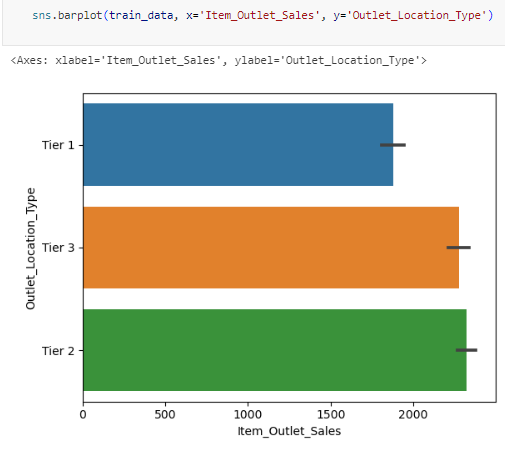 sns.barplot(train_data, x='Item_Outlet_Sales', y='Outlet_Location_Type')
<Axes: xlabel='Item_Outlet_Sales', ylabel='Outlet_Location_Type'>
Outlet_Location_Type
Tier 1
Tier 3
Tier 2
0 500 1000 1500 2000
Item_Outlet_Sales